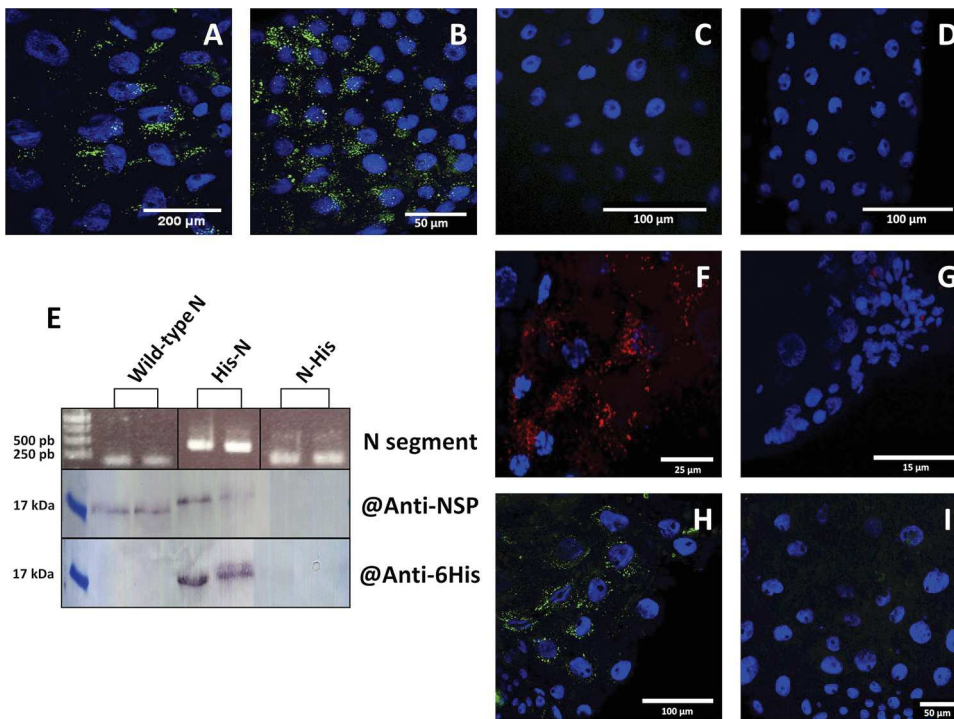 A
B
C
D
200 µm
50 µm
100 µm
100 µm
E
Wild-type N
His-N
N-His
500 pb
250 pb
N segment
17 kDa
@Anti-NSP
17 kDa
@Anti-6His
F
G
25 µm
15 µm
H
I
100 µm
50 µm